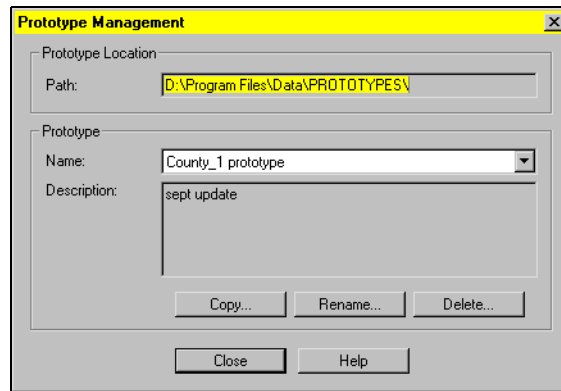 Prototype Management
Prototype Location
Path: D:\Program Files\Data\PROTOTYPES\
Prototype
Name: County_1 prototype
Description: sept update
Copy... Rename... Delete...
Close Help